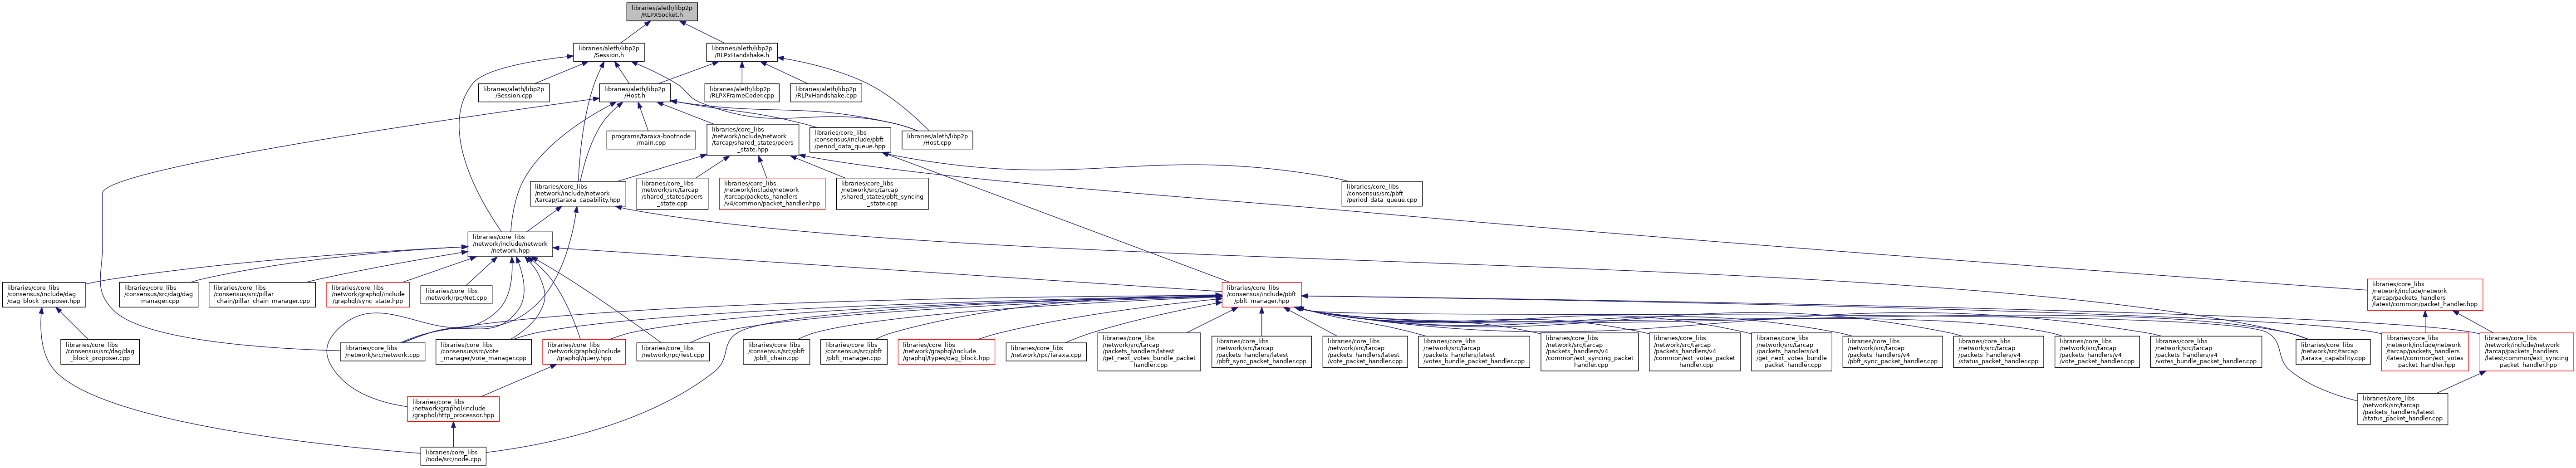 libraries/aleth/libp2p
/RLPXSocket.h
libraries/aleth/libp2p
/Session.h
libraries/aleth/libp2p
/RLPxHandshake.h
libraries/aleth/libp2p
/Session.cpp
libraries/aleth/libp2p
/Host.h
libraries/aleth/libp2p
/RLPXFrameCoder.cpp
libraries/aleth/libp2p
/RLPxHandshake.cpp
programs/taraxa-bootnode
/main.cpp
libraries/core_libs
/network/include/network
/tarcap/shared_states/peers
_state.hpp
libraries/core_libs
/consensus/include/pbft
/period_data_queue.hpp
libraries/aleth/libp2p
/Host.cpp
libraries/core_libs
/network/include/network
/tarcap/taraxa_capability.hpp
libraries/core_libs
/network/src/tarcap
/shared_states/peers
_state.cpp
libraries/core_libs
/network/include/network
/tarcap/packets_handlers
/v4/common/packet_handler.hpp
libraries/core_libs
/network/src/tarcap
/shared_states/pbft_syncing
_state.cpp
libraries/core_libs
/consensus/src/pbft
/period_data_queue.cpp
libraries/core_libs
/network/include/network
/network.hpp
libraries/core_libs
/consensus/include/dag
/dag_block_proposer.hpp
libraries/core_libs
/consensus/src/dag/dag
_manager.cpp
libraries/core_libs
/consensus/src/pillar
_chain/pillar_chain_manager.cpp
libraries/core_libs
/network/graphql/include
/graphql/sync_state.hpp
libraries/core_libs
/network/rpc/Net.cpp
libraries/core_libs
/consensus/include/pbft
/pbft_manager.hpp
libraries/core_libs
/network/include/network
/tarcap/packets_handlers
/latest/common/packet_handler.hpp
libraries/core_libs
/consensus/src/dag/dag
_block_proposer.cpp
libraries/core_libs
/network/src/network.cpp
libraries/core_libs
/consensus/src/vote
_manager/vote_manager.cpp
libraries/core_libs
/network/graphql/include
/graphql/query.hpp
libraries/core_libs
/network/rpc/Test.cpp
libraries/core_libs
/consensus/src/pbft
/pbft_chain.cpp
libraries/core_libs
/consensus/src/pbft
/pbft_manager.cpp
libraries/core_libs
/network/graphql/include
/graphql/types/dag_block.hpp
libraries/core_libs
/network/rpc/Taraxa.cpp
libraries/core_libs
/network/src/tarcap
/packets_handlers/latest
/get_next_votes_bundle_packet
_handler.cpp
libraries/core_libs
/network/src/tarcap
/packets_handlers/latest
/pbft_sync_packet_handler.cpp
libraries/core_libs
/network/src/tarcap
/packets_handlers/latest
/vote_packet_handler.cpp
libraries/core_libs
/network/src/tarcap
/packets_handlers/latest
/votes_bundle_packet_handler.cpp
libraries/core_libs
/network/src/tarcap
/packets_handlers/v4
/common/ext_syncing_packet
_handler.cpp
libraries/core_libs
/network/src/tarcap
/packets_handlers/v4
/common/ext_votes_packet
_handler.cpp
libraries/core_libs
/network/src/tarcap
/packets_handlers/v4
/get_next_votes_bundle
_packet_handler.cpp
libraries/core_libs
/network/src/tarcap
/packets_handlers/v4
/pbft_sync_packet_handler.cpp
libraries/core_libs
/network/src/tarcap
/packets_handlers/v4
/status_packet_handler.cpp
libraries/core_libs
/network/src/tarcap
/packets_handlers/v4
/vote_packet_handler.cpp
libraries/core_libs
/network/src/tarcap
/packets_handlers/v4
/votes_bundle_packet_handler.cpp
libraries/core_libs
/network/src/tarcap
/taraxa_capability.cpp
libraries/core_libs
/network/include/network
/tarcap/packets_handlers
/latest/common/ext_votes
_packet_handler.hpp
libraries/core_libs
/network/include/network
/tarcap/packets_handlers
/latest/common/ext_syncing
_packet_handler.hpp
libraries/core_libs
/network/graphql/include
/graphql/http_processor.hpp
libraries/core_libs
/network/src/tarcap
/packets_handlers/latest
/status_packet_handler.cpp
libraries/core_libs
/node/src/node.cpp